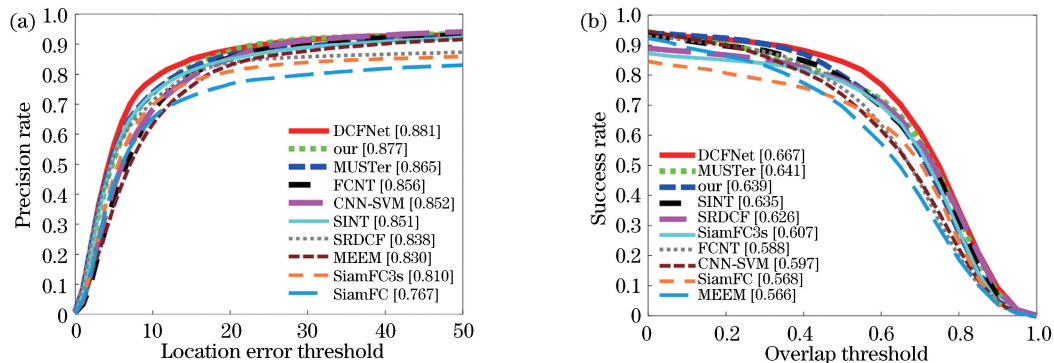 (a)
1.0
0.9
0.8
0.7
0.6
0.5
0.4
0.3
0.2
0.1
0
Precision rate
DCFNet [0.881]
our [0.877]
MUSTer [0.865]
FCNT [0.856]
CNN-SVM [0.852]
SINT [0.851]
SRDCF [0.838]
MEEM [0.830]
SiamFC3s [0.810]
SiamFC [0.767]
0 10 20 30 40 50
Location error threshold
(b)
1.0
0.9
0.8
0.7
0.6
0.5
0.4
0.3
0.2
0.1
0
Success rate
DCFNet [0.667]
MUSTer [0.641]
our [0.639]
SINT [0.635]
SRDCF [0.626]
SiamFC3s [0.607]
FCNT [0.588]
CNN-SVM [0.597]
SiamFC [0.568]
MEEM [0.566]
0 0.2 0.4 0.6 0.8 1.0
Overlap threshold